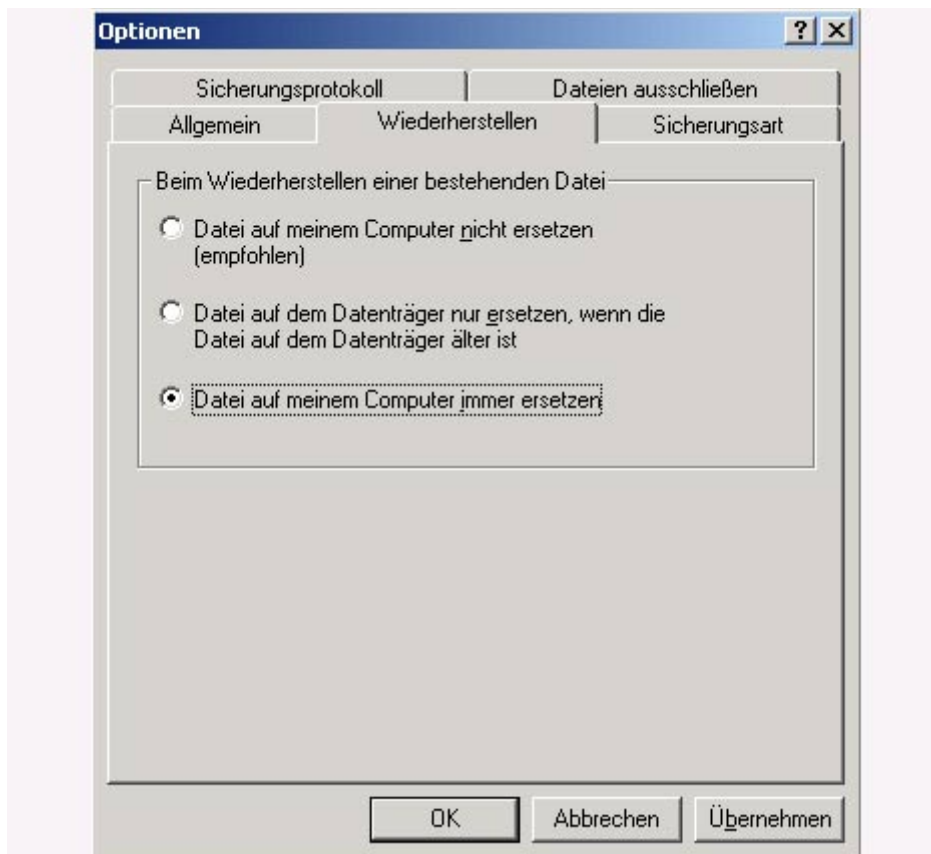 Optionen
Sicherungsprotokoll
Dateien ausschließen
Allgemein
Wiederherstellen
Sicherungsart
Beim Wiederherstellen einer bestehenden Datei
Datei auf meinem Computer nicht ersetzen
(empfohlen)
Datei auf dem Datenträger nur ersetzen, wenn die
Datei auf dem Datenträger älter ist
Datei auf meinem Computer immer ersetzen
OK
Abbrechen
Übernehmen